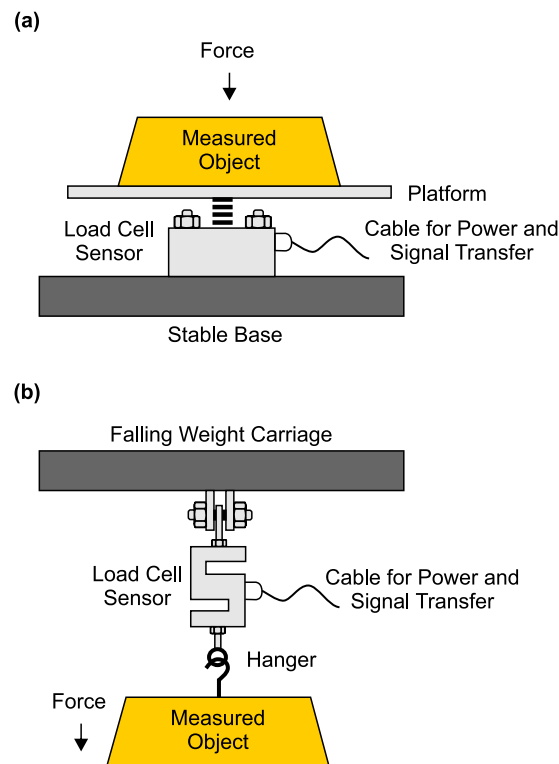 (a)
Force
Measured
Object
Platform
Load Cell
Sensor
Cable for Power and
Signal Transfer
Stable Base
(b)
Falling Weight Carriage
Load Cell
Sensor
Cable for Power and
Signal Transfer
Hanger
Force
Measured
Object